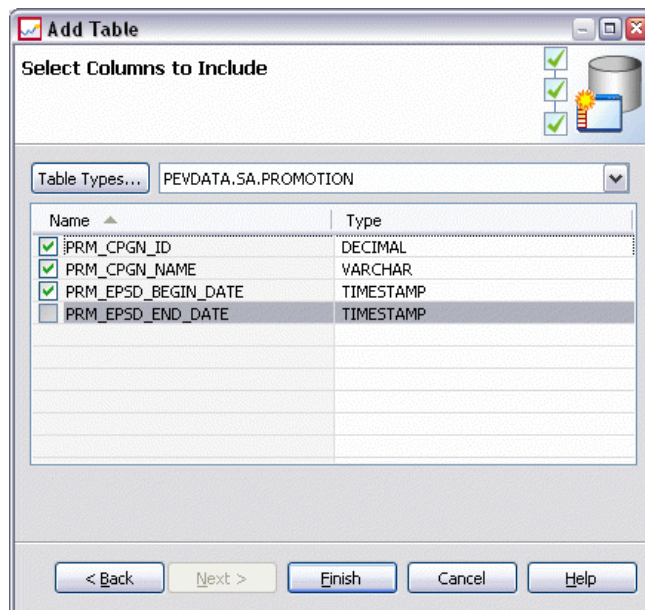 Add Table
Select Columns to Include
Table Types... PEVDATA.SA.PROMOTION
Name Type
PRM_CPGN_ID DECIMAL
PRM_CPGN_NAME VARCHAR
PRM_EPSD_BEGIN_DATE TIMESTAMP
PRM_EPSD_END_DATE TIMESTAMP
< Back Next > Finish Cancel Help